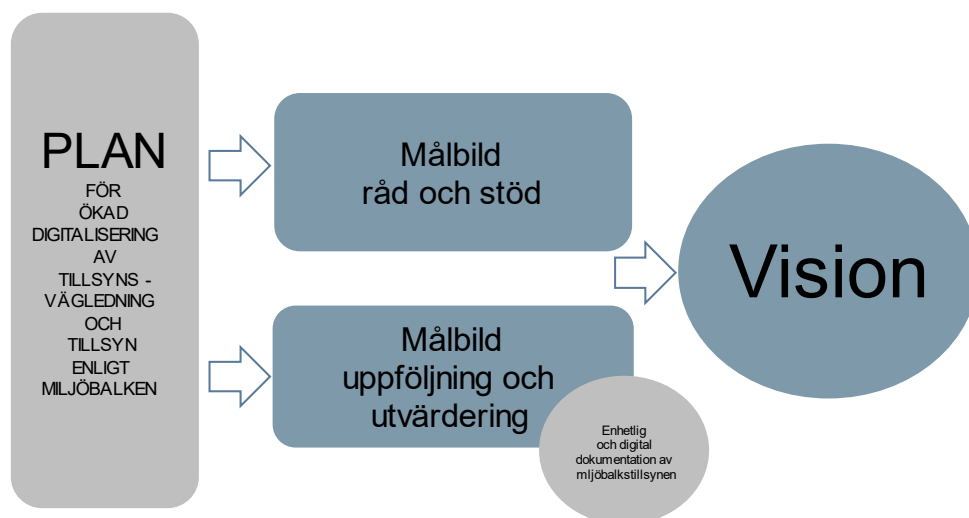 PLAN
FÖR
ÖKAD
DIGITALISERING
AV
TILLSYNS -
VÄGLEDNING
OCH
TILLSYN
ENLIGT
MILJÖBALKEN
Målbild
råd och stöd
Målbild
uppföljning och
utvärdering
Enhetlig
och digital
dokumentation av
mljöbalkstillsynen
Vision